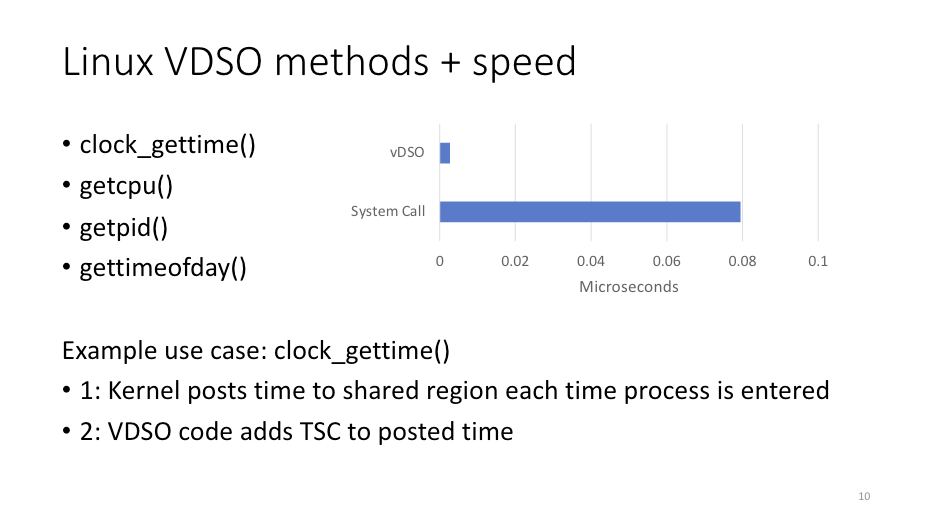 Linux VDSO methods + speed
• clock_gettime()
• getcpu()
• getpid()
• gettimeofday()
vDSO
System Call
0 0.02 0.04 0.06 0.08 0.1
Microseconds
Example use case: clock_gettime()
• 1: Kernel posts time to shared region each time process is entered
• 2: VDSO code adds TSC to posted time
10